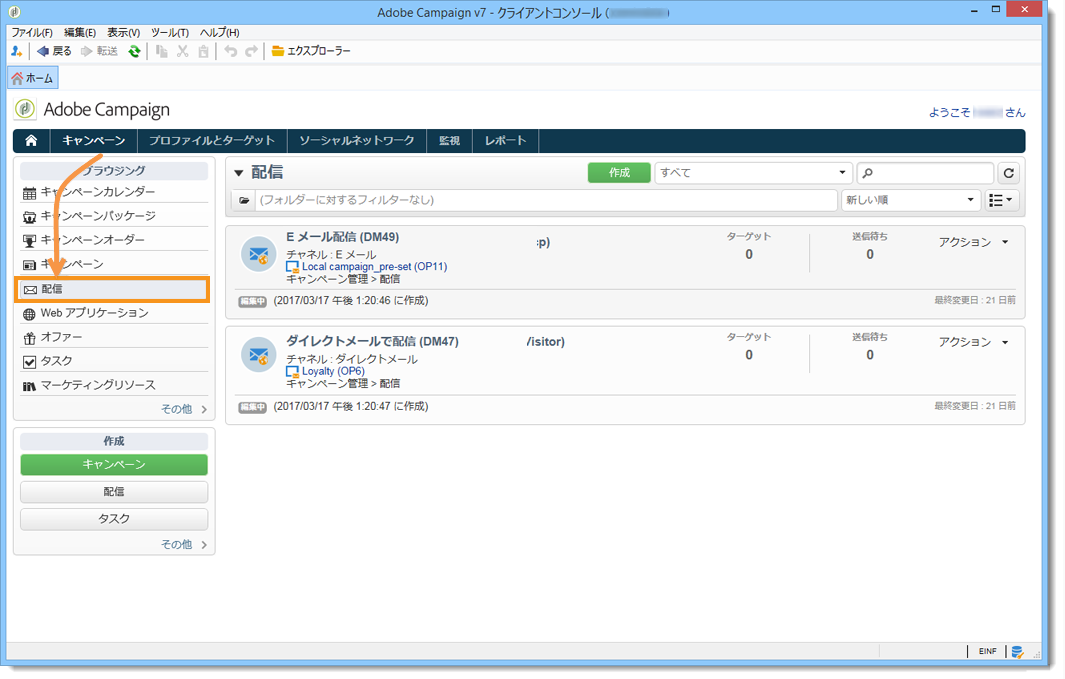 Adobe Campaign v7 - クライアントコンソール (
ファイル(F) 編集(E) 表示(V) ツール(T) ヘルプ(H)
戻る 転送 エクスプローラー
ホーム
Adobe Campaign
ようこそ さん
キャンペーン プロファイルとターゲット ソーシャルネットワーク 監視 レポート
ブラウジング
キャンペーンカレンダー
キャンペーンパッケージ
キャンペーンオーダー
キャンペーン
配信
Web アプリケーション
オファー
タスク
マーケティングリソース
その他
作成
キャンペーン
配信
タスク
その他
配信 作成 すべて
(フォルダーに対するフィルターなし) 新しい順
E メール配信 (DM49) :p) ターゲット 送信待ち アクション
0 0
チャネル : E メール
Local campaign_pre-set (OP11)
キャンペーン管理 > 配信
編集中 (2017/03/17 午後 1:20:46 に作成) 最終変更日 : 21 日前
ダイレクトメールで配信 (DM47) /isitor) ターゲット 送信待ち アクション
0 0
チャネル : ダイレクトメール
Loyalty (OP6)
キャンペーン管理 > 配信
編集中 (2017/03/17 午後 1:20:47 に作成) 最終変更日 : 21 日前
EINF